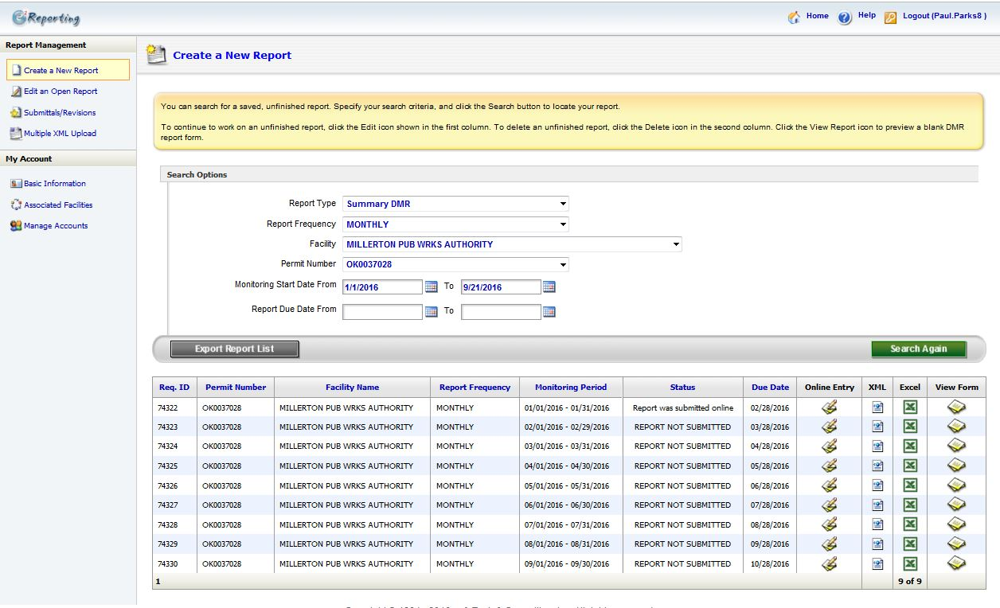 Reporting
Home Help Logout (Paul.Parks8 )
Report Management
Create a New Report
Edit an Open Report
Submittals/Revisions
Multiple XML Upload
My Account
Basic Information
Associated Facilities
Manage Accounts
Create a New Report
You can search for a saved, unfinished report. Specify your search criteria, and click the Search button to locate your report.
To continue to work on an unfinished report, click the Edit icon shown in the first column. To delete an unfinished report, click the Delete icon in the second column. Click the View Report icon to preview a blank DMR
report form.
Search Options
Report Type Summary DMR
Report Frequency MONTHLY
Facility MILLERTON PUB WRKS AUTHORITY
Permit Number OK0037028
Monitoring Start Date From 1/1/2016 To 9/21/2016
Report Due Date From To
Export Report List Search Again
Req. ID Permit Number Facility Name Report Frequency Monitoring Period Status Due Date Online Entry XML Excel View Form
74322 OK0037028 MILLERTON PUB WRKS AUTHORITY MONTHLY 01/01/2016 - 01/31/2016 Report was submitted online 02/28/2016
74323 OK0037028 MILLERTON PUB WRKS AUTHORITY MONTHLY 02/01/2016 - 02/29/2016 REPORT NOT SUBMITTED 03/28/2016
74324 OK0037028 MILLERTON PUB WRKS AUTHORITY MONTHLY 03/01/2016 - 03/31/2016 REPORT NOT SUBMITTED 04/28/2016
74325 OK0037028 MILLERTON PUB WRKS AUTHORITY MONTHLY 04/01/2016 - 04/30/2016 REPORT NOT SUBMITTED 05/28/2016
74326 OK0037028 MILLERTON PUB WRKS AUTHORITY MONTHLY 05/01/2016 - 05/31/2016 REPORT NOT SUBMITTED 06/28/2016
74327 OK0037028 MILLERTON PUB WRKS AUTHORITY MONTHLY 06/01/2016 - 06/30/2016 REPORT NOT SUBMITTED 07/28/2016
74328 OK0037028 MILLERTON PUB WRKS AUTHORITY MONTHLY 07/01/2016 - 07/31/2016 REPORT NOT SUBMITTED 08/28/2016
74329 OK0037028 MILLERTON PUB WRKS AUTHORITY MONTHLY 08/01/2016 - 08/31/2016 REPORT NOT SUBMITTED 09/28/2016
74330 OK0037028 MILLERTON PUB WRKS AUTHORITY MONTHLY 09/01/2016 - 09/30/2016 REPORT NOT SUBMITTED 10/28/2016
1 9 of 9